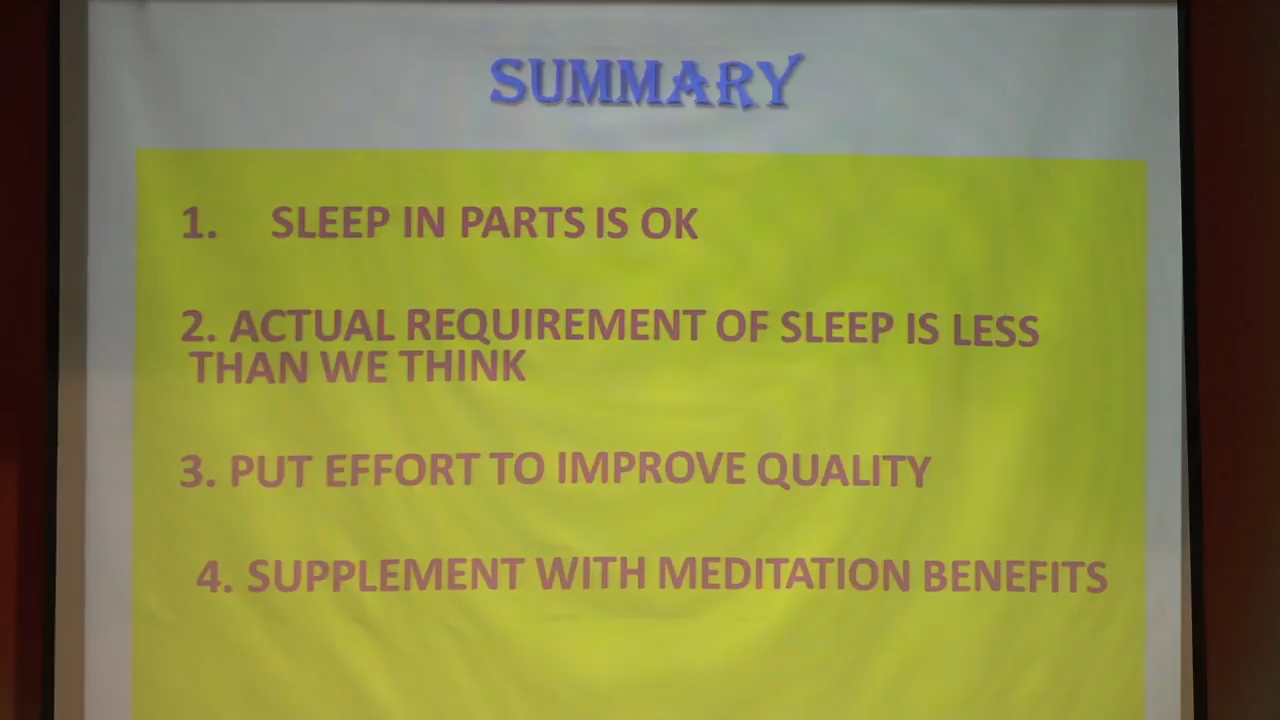 SUMMARY
1. SLEEP IN PARTS IS OK
2. ACTUAL REQUIREMENT OF SLEEP IS LESS
THAN WE THINK
3. PUT EFFORT TO IMPROVE QUALITY
4. SUPPLEMENT WITH MEDITATION BENEFITS